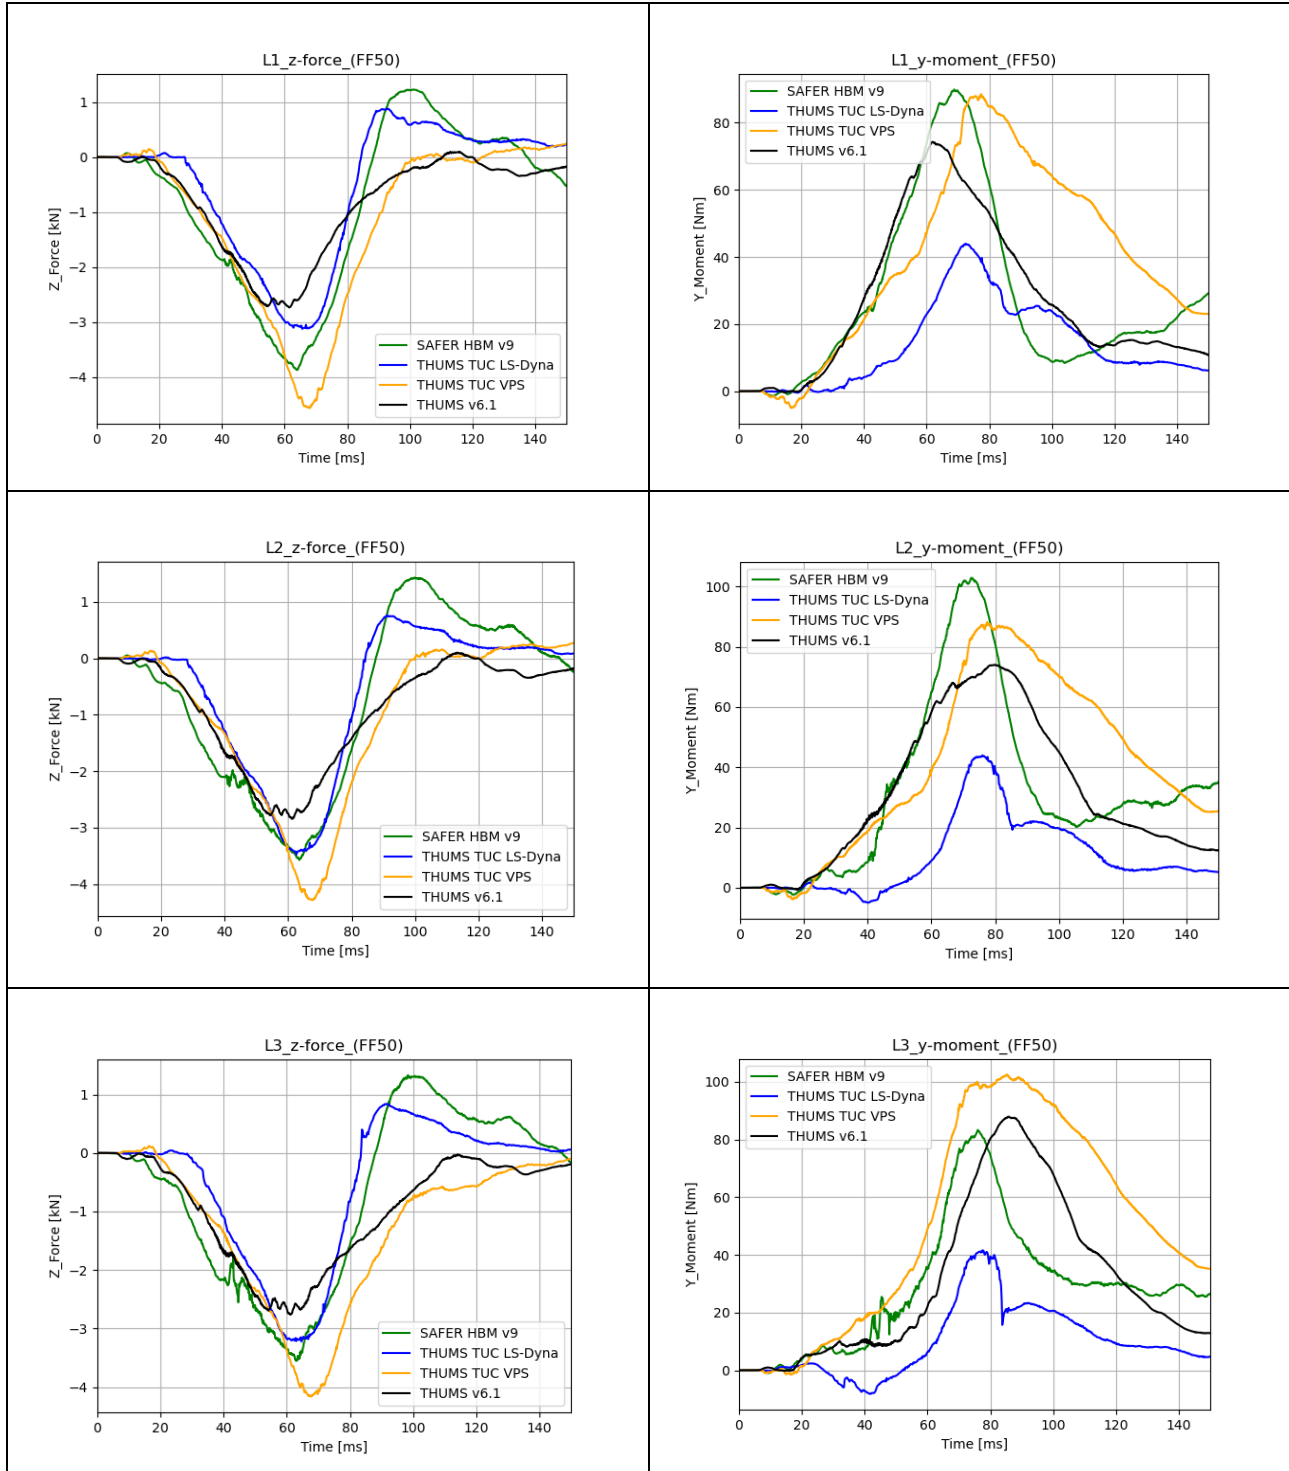 L1_z-force_(FF50)
Z_Force [kN]
1
0
−1
−2
−3
−4
SAFER HBM v9
THUMS TUC LS-Dyna
THUMS TUC VPS
THUMS v6.1
0 20 40 60 80 100 120 140
Time [ms]
L1_y-moment_(FF50)
Y_Moment [Nm]
SAFER HBM v9
THUMS TUC LS-Dyna
THUMS TUC VPS
THUMS v6.1
80
60
40
20
0
0 20 40 60 80 100 120 140
Time [ms]
L2_z-force_(FF50)
Z_Force [kN]
1
0
−1
−2
−3
−4
SAFER HBM v9
THUMS TUC LS-Dyna
THUMS TUC VPS
THUMS v6.1
0 20 40 60 80 100 120 140
Time [ms]
L2_y-moment_(FF50)
Y_Moment [Nm]
SAFER HBM v9
THUMS TUC LS-Dyna
THUMS TUC VPS
THUMS v6.1
100
80
60
40
20
0
0 20 40 60 80 100 120 140
Time [ms]
L3_z-force_(FF50)
Z_Force [kN]
1
0
−1
−2
−3
−4
SAFER HBM v9
THUMS TUC LS-Dyna
THUMS TUC VPS
THUMS v6.1
0 20 40 60 80 100 120 140
Time [ms]
L3_y-moment_(FF50)
Y_Moment [Nm]
SAFER HBM v9
THUMS TUC LS-Dyna
THUMS TUC VPS
THUMS v6.1
100
80
60
40
20
0
0 20 40 60 80 100 120 140
Time [ms]